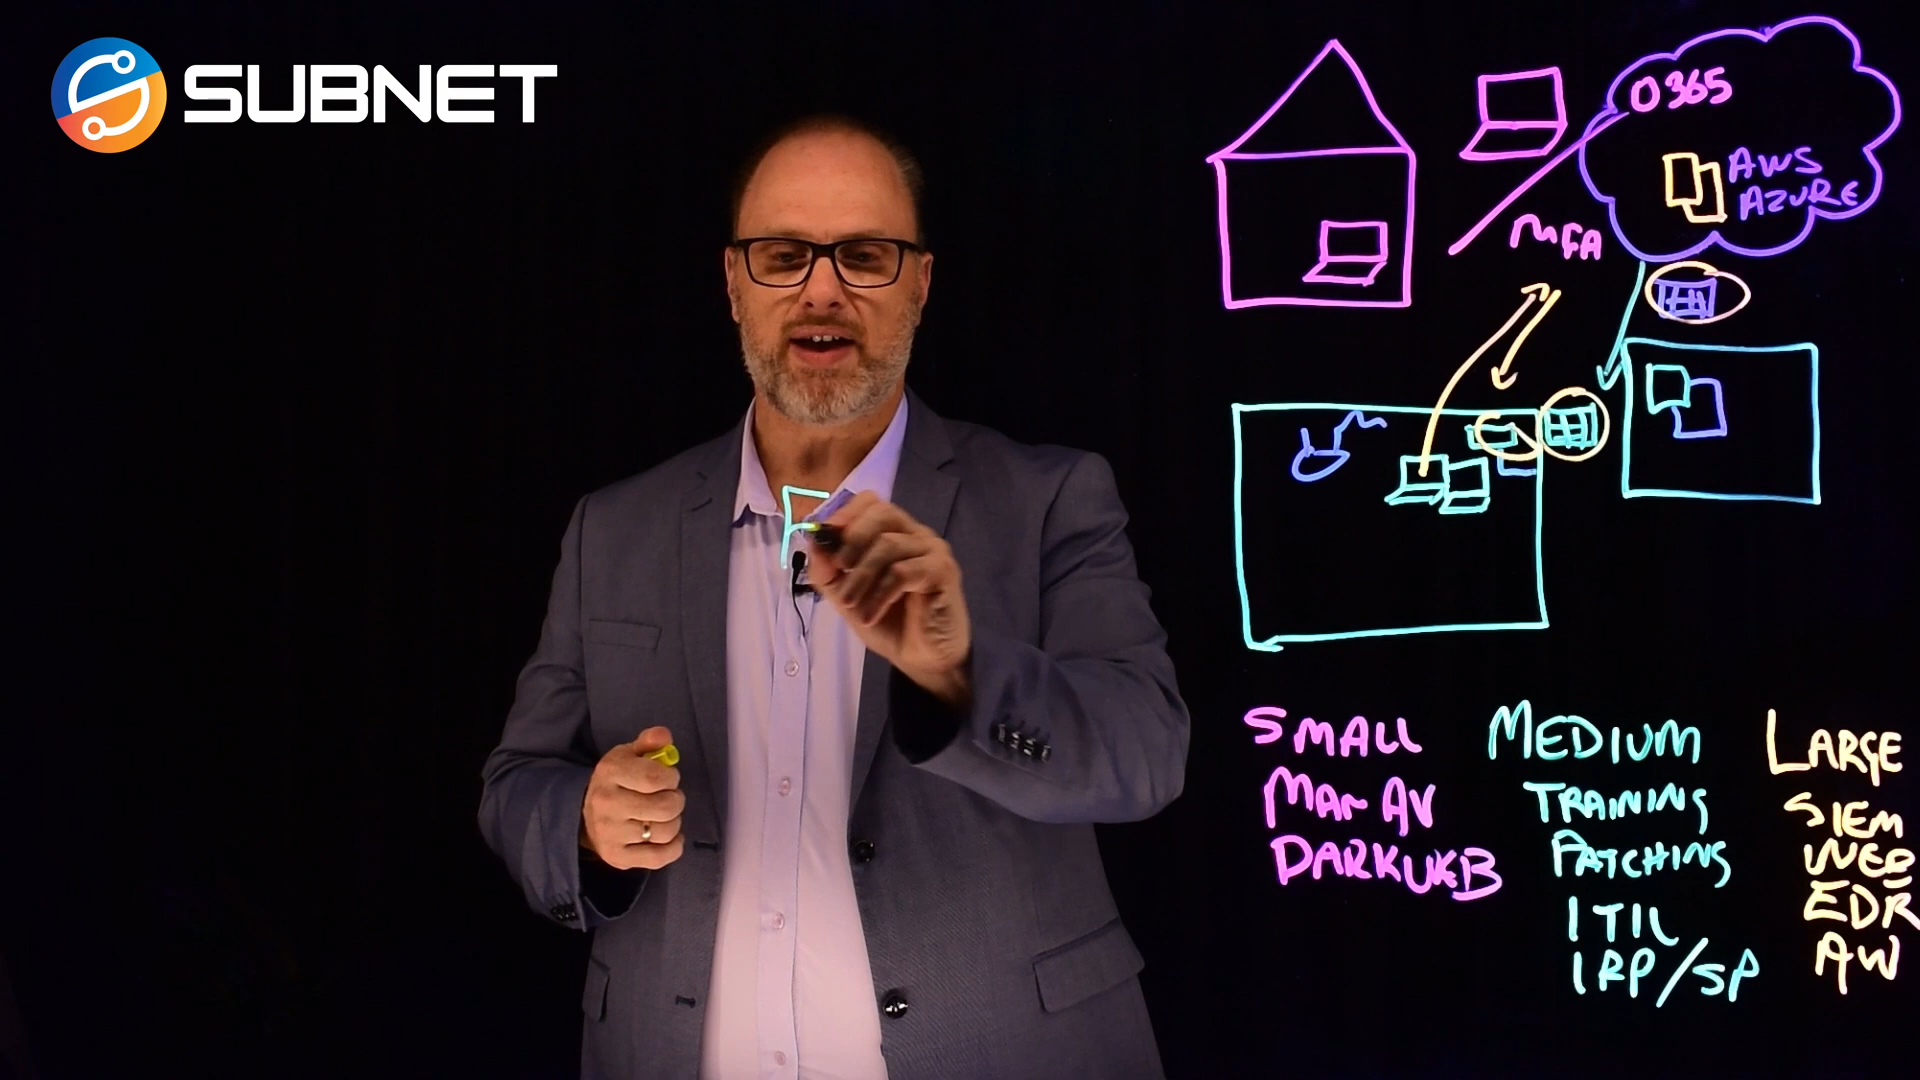 SUBNET
O365
AWS
AZURE
MFA
F
SMALL
MEDIUM
LARGE
MAN AV
TRAINING
SIEM
DARKWEB
PATCHING
WEB
EDR
ITIL
AW
IRP/SP